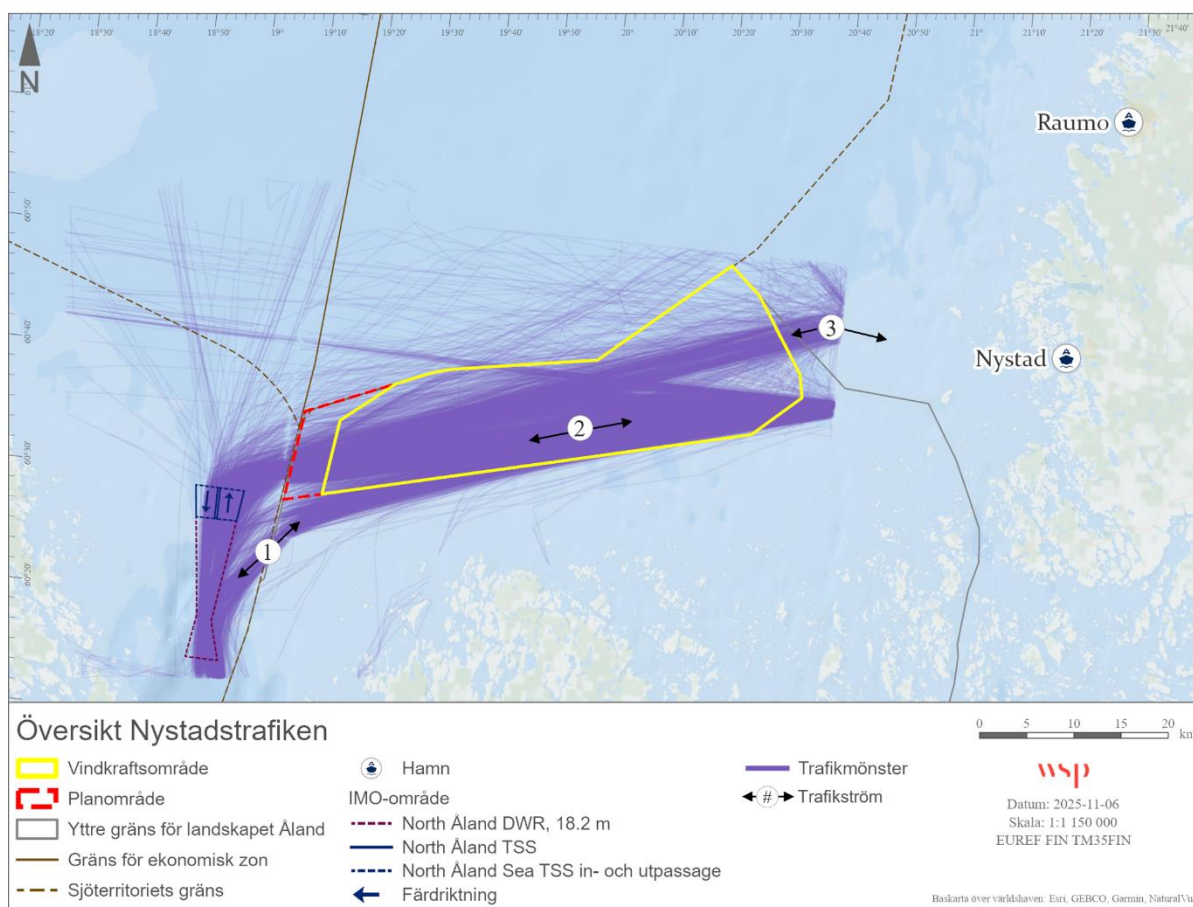 18°20' 18°30' 18°40' 18°50' 19° 19°10' 19°20' 19°30' 19°40' 19°50' 20° 20°10' 20°20' 20°30' 20°40' 20°50' 21° 21°10' 21°20' 21°30' 21°40'
N
Raumo
60°50'
60°40'
3
Nystad
2
60°30'
1
60°20'
Översikt Nystadstrafiken
Vindkraftsområde
Planområde
Yttre gräns för landskapet Åland
Gräns för ekonomisk zon
Sjöterritoriets gräns
Hamn
IMO-område
North Åland DWR, 18.2 m
North Åland TSS
North Åland Sea TSS in- och utpassage
Färdriktning
Trafikmönster
# Trafikström
0 5 10 15 20
km
wsp
Datum: 2025-11-06
Skala: 1:1 150 000
EUREF FIN TM35FIN
Baskarta över världshaven: Esri, GEBCO, Garmin, NaturalVu